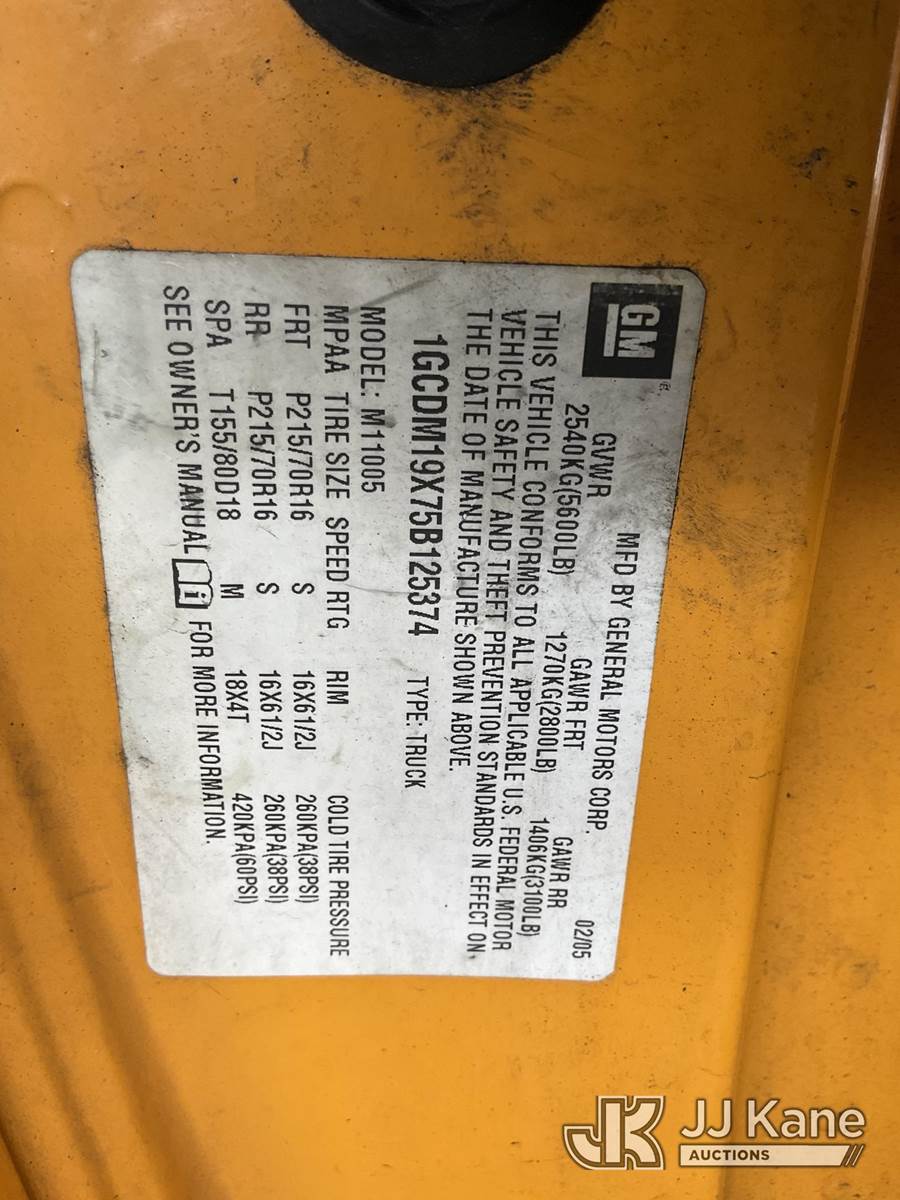 GM
®
MFD BY GENERAL MOTORS CORP. 02/05
GVWR GAWR FRT GAWR RR
2540KG(5600LB) 1270KG(2800LB) 1406KG(3100LB)
THIS VEHICLE CONFORMS TO ALL APPLICABLE U.S. FEDERAL MOTOR
VEHICLE SAFETY AND THEFT PREVENTION STANDARDS IN EFFECT ON
THE DATE OF MANUFACTURE SHOWN ABOVE.
1GCDM19X75B125374 TYPE: TRUCK
MODEL: M11005
MPAA TIRE SIZE SPEED RTG RIM COLD TIRE PRESSURE
FRT P215/70R16 S 16X61/2J 260KPA(38PSI)
RR P215/70R16 S 16X61/2J 260KPA(38PSI)
SPA T155/80D18 M 18X4T 420KPA(60PSI)
SEE OWNER'S MANUAL i FOR MORE INFORMATION.
JK JJ Kane
AUCTIONS